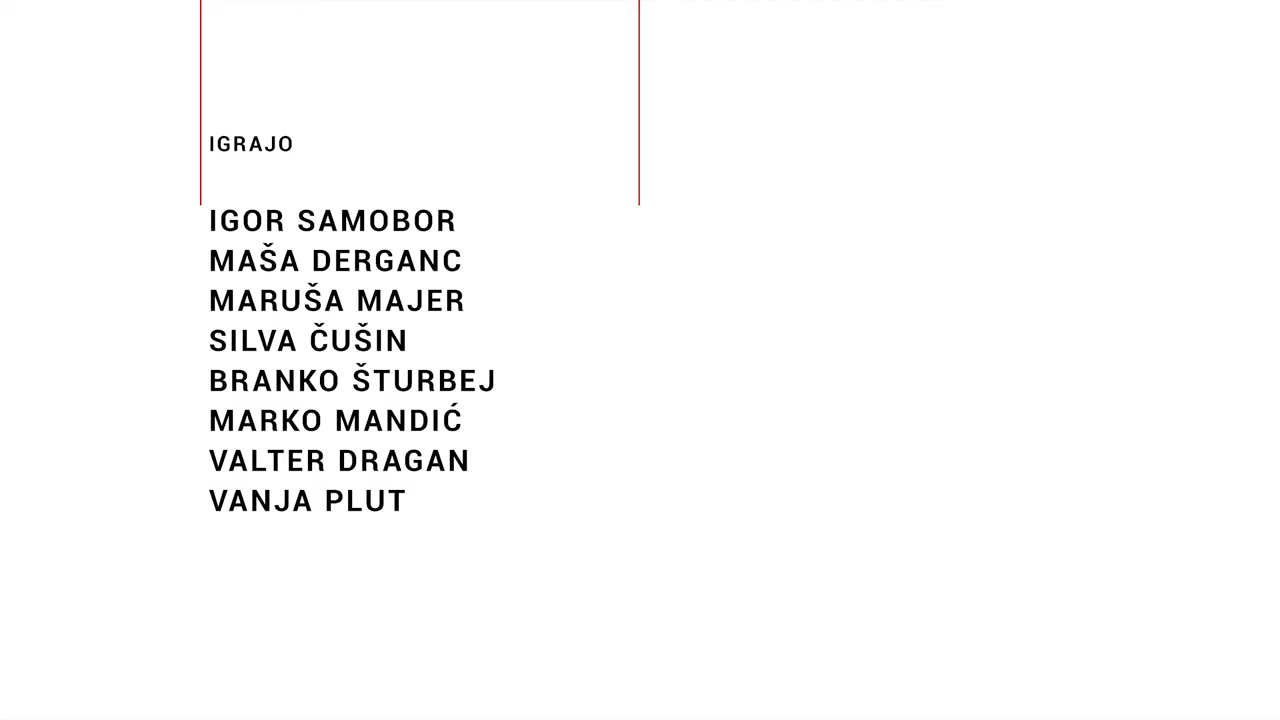 IGRAJO
IGOR SAMOBOR
MAŠA DERGANC
MARUŠA MAJER
SILVA ČUŠIN
BRANKO ŠTURBEJ
MARKO MANDIĆ
VALTER DRAGAN
VANJA PLUT